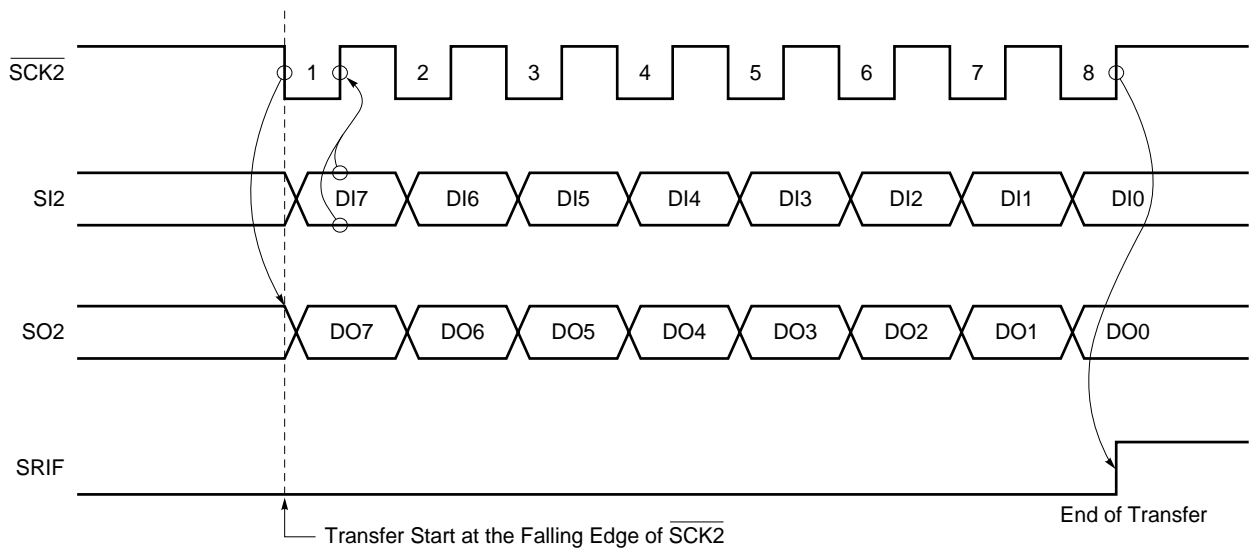 SCK2
1 2 3 4 5 6 7 8
SI2
DI7 DI6 DI5 DI4 DI3 DI2 DI1 DI0
SO2
DO7 DO6 DO5 DO4 DO3 DO2 DO1 DO0
SRIF
End of Transfer
Transfer Start at the Falling Edge of SCK2